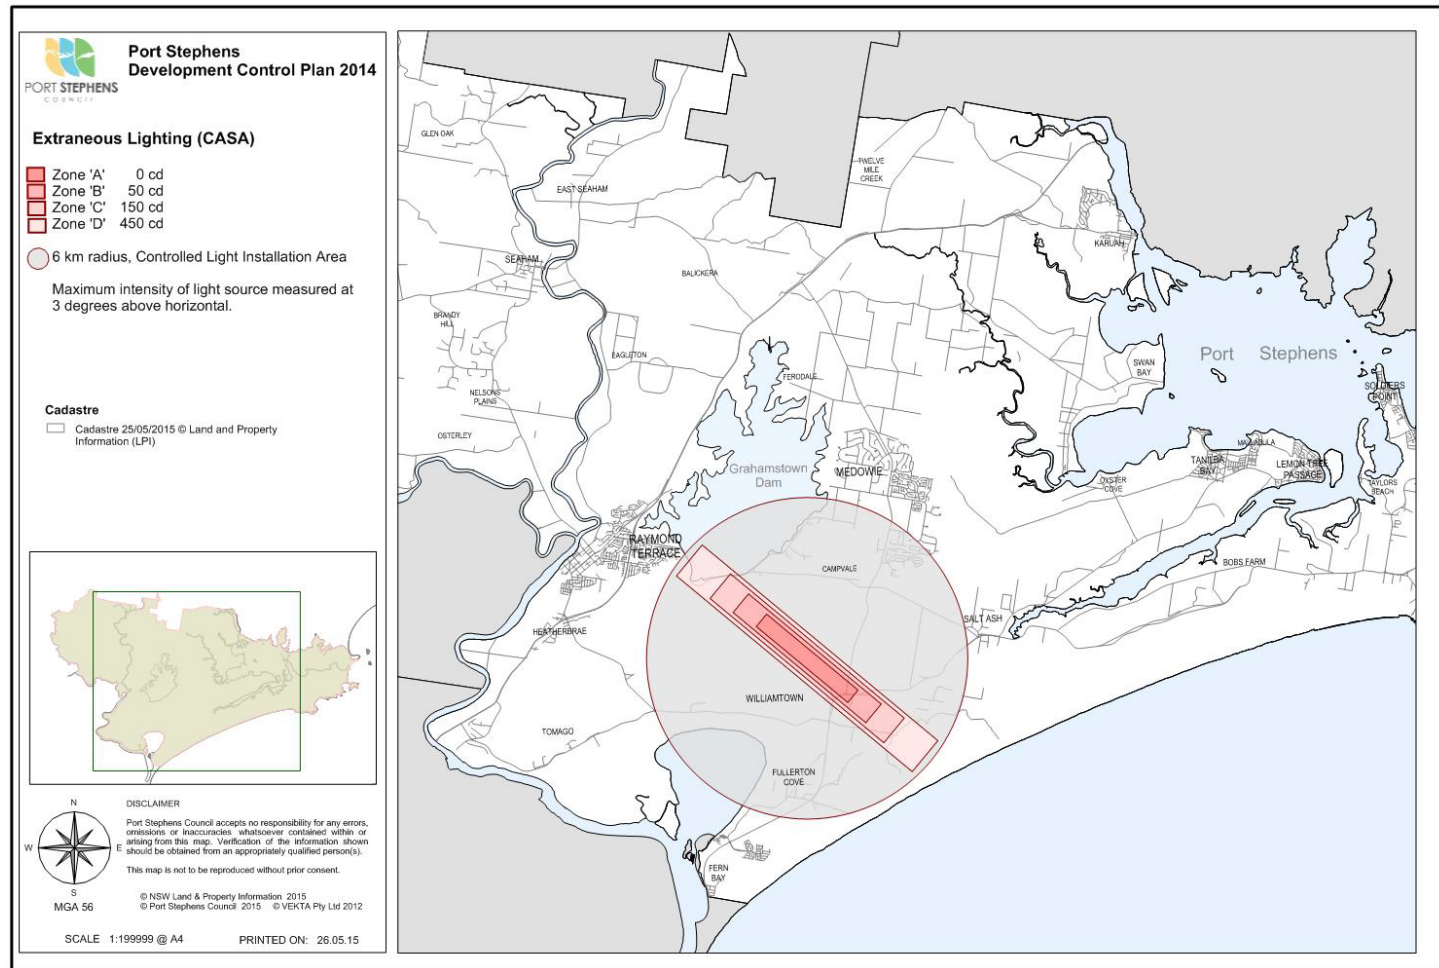 PORT STEPHENS
COUNCIL
Port Stephens
Development Control Plan 2014
Extraneous Lighting (CASA)
Zone 'A' 0 cd
Zone 'B' 50 cd
Zone 'C' 150 cd
Zone 'D' 450 cd
6 km radius, Controlled Light Installation Area
Maximum intensity of light source measured at
3 degrees above horizontal.
Cadastre
Cadastre 25/05/2015 © Land and Property
Information (LPI)
N
W
E
S
MGA 56
DISCLAIMER
Port Stephens Council accepts no responsibility for any errors,
omissions or inaccuracies whatsoever contained within or
arising from this map. Verification of the information shown
should be obtained from an appropriately qualified person(s).
This map is not to be reproduced without prior consent.
© NSW Land & Property Information 2015
© Port Stephens Council 2015 © VEKTA Pty Ltd 2012
SCALE 1:199999 @ A4
PRINTED ON: 26.05.15
GLEN OAK
TWELVE
MILE
CREEK
EAST SEAHAM
KARUAH
SEAHAM
BALICKERA
BRANDY
HILL
EAGLETON
Port Stephens
SWAN
BAY
FERODALE
SOLDIERS
POINT
NELSONS
PLAINS
OSTERLEY
MALLABULA
TANILBA
BAY
LEMON TREE
PASSAGE
Grahamstown
Dam
MEDOWIE
OYSTER
COVE
TAYLORS
BEACH
RAYMOND
TERRACE
CAMPVALE
BOBS FARM
SALT ASH
HEATHERBRAE
WILLIAMTOWN
TOMAGO
FULLERTON
COVE
FERN
BAY